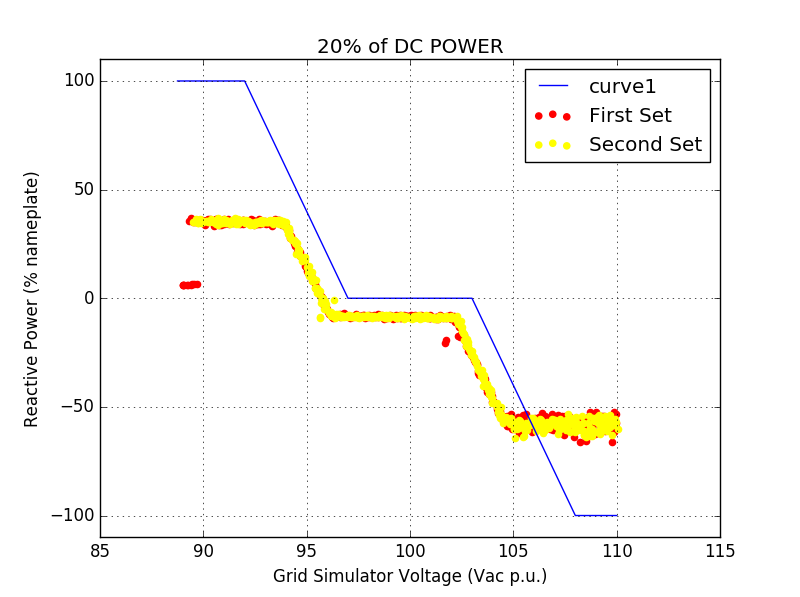 20% of DC POWER
curve1
First Set
Second Set
Reactive Power (% nameplate)
100
50
0
−50
−100
85 90 95 100 105 110 115
Grid Simulator Voltage (Vac p.u.)